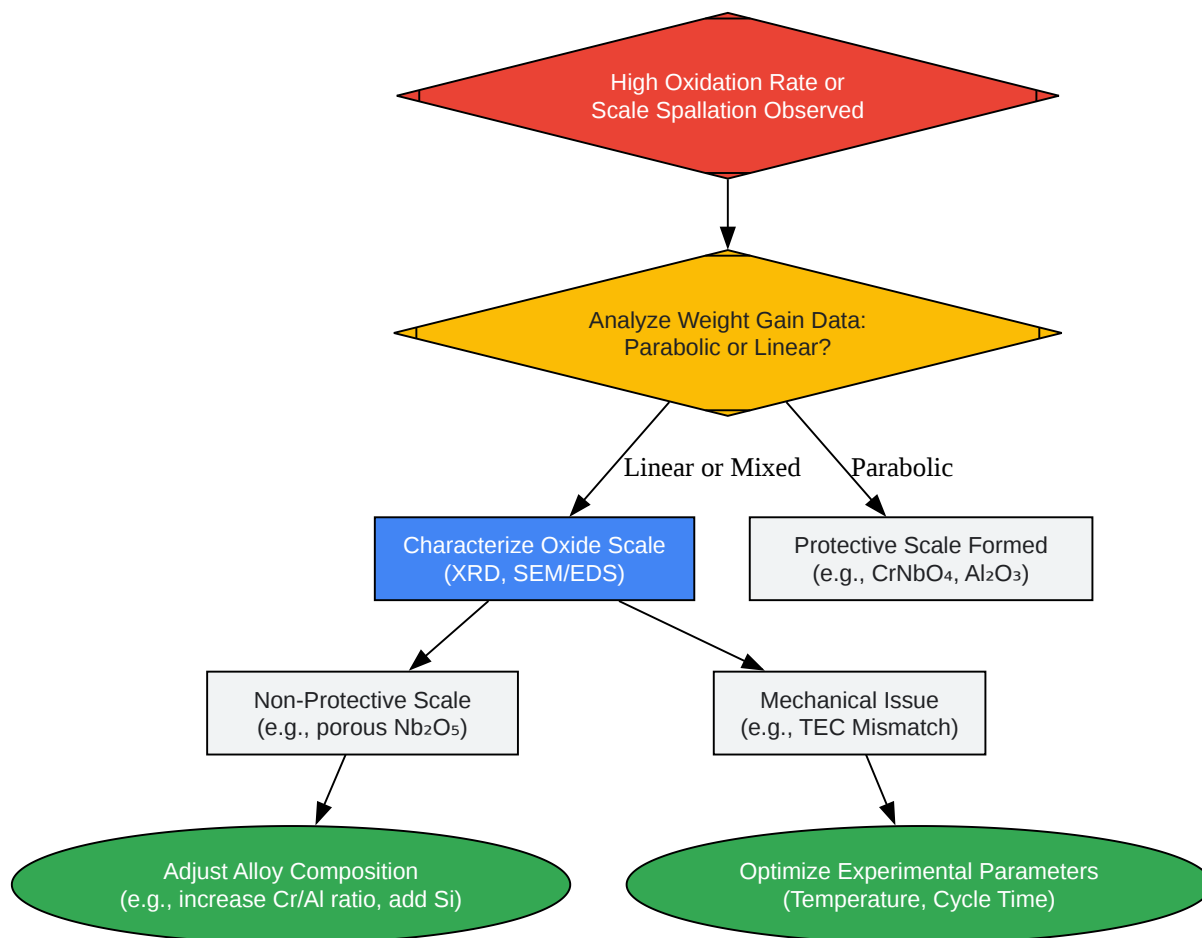 High Oxidation Rate or
Scale Spallation Observed
Analyze Weight Gain Data:
Parabolic or Linear?
Linear or Mixed
Parabolic
Characterize Oxide Scale
(XRD, SEM/EDS)
Protective Scale Formed
(e.g., CrNbO₄, Al₂O₃)
Non-Protective Scale
(e.g., porous Nb₂O₅)
Mechanical Issue
(e.g., TEC Mismatch)
Adjust Alloy Composition
(e.g., increase Cr/Al ratio, add Si)
Optimize Experimental Parameters
(Temperature, Cycle Time)